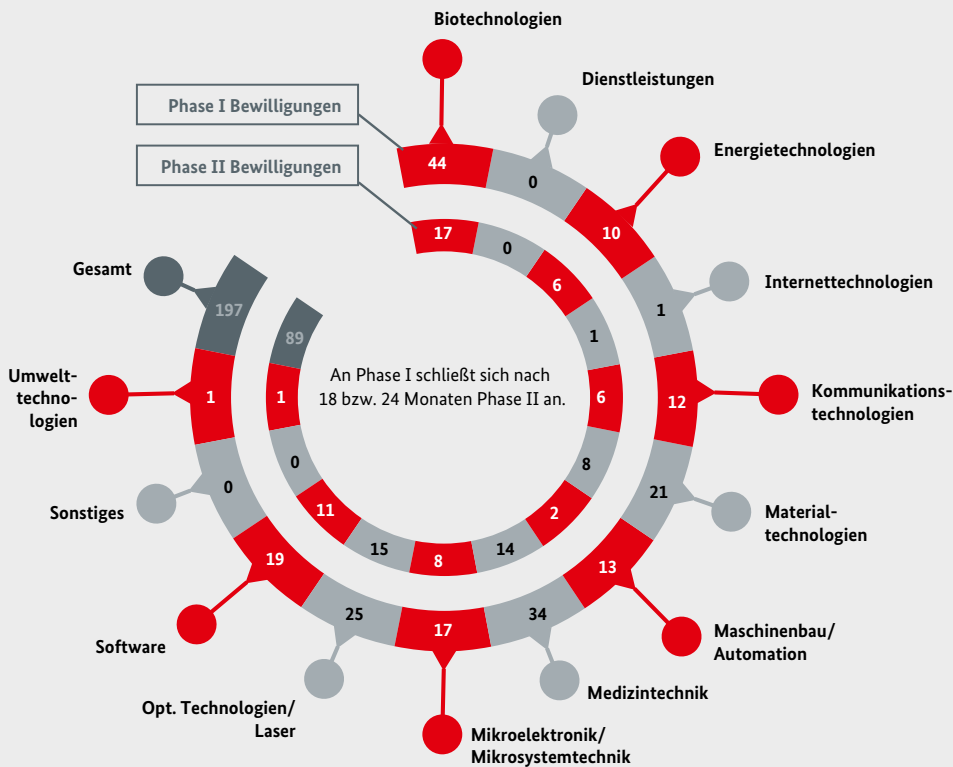 Biotechnologien
Dienstleistungen
Phase I Bewilligungen
Energietechnologien
44
Phase II Bewilligungen
0
10
17
0
Gesamt
6
Internettechnologien
197
1
89
1
Umwelt-
techno-
logien
An Phase I schließt sich nach
18 bzw. 24 Monaten Phase II an.
1
1
6
12
Kommunikations-
technologien
0
0
8
21
Sonstiges
11
2
Material-
technologien
15
8
14
19
13
25
17
34
Software
Maschinenbau/
Automation
Medizintechnik
Opt. Technologien/
Laser
Mikroelektronik/
Mikrosystemtechnik